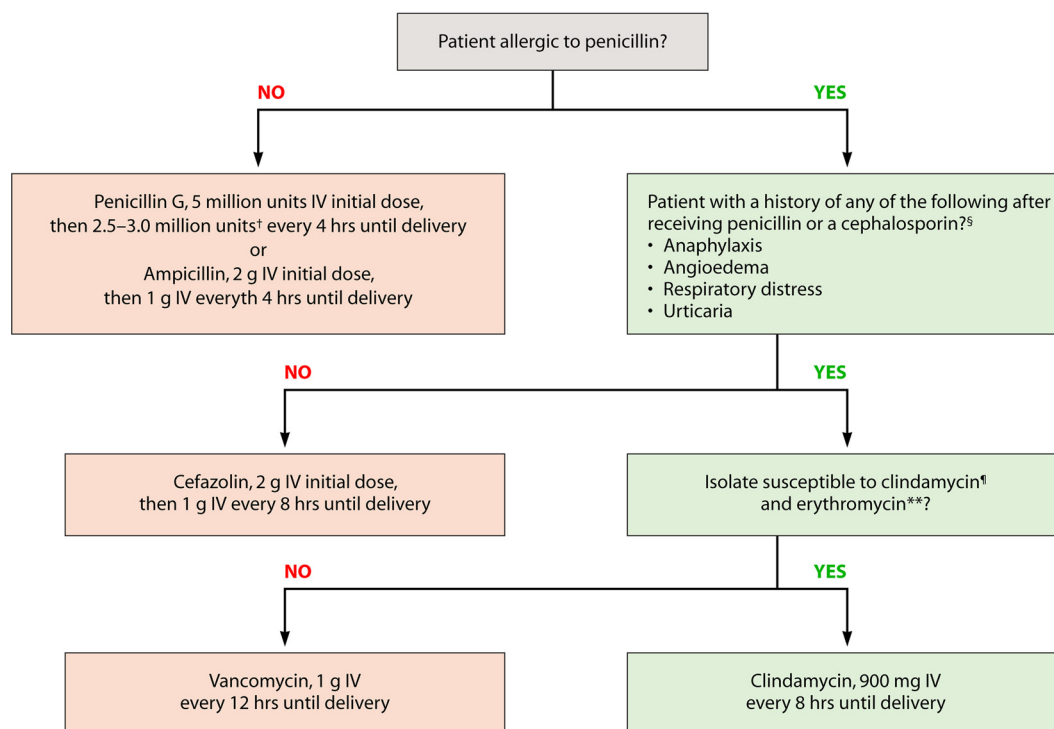 Patient allergic to penicillin?
NO
YES
Penicillin G, 5 million units IV initial dose,
then 2.5–3.0 million units† every 4 hrs until delivery
or
Ampicillin, 2 g IV initial dose,
then 1 g IV everyth 4 hrs until delivery
Patient with a history of any of the following after
receiving penicillin or a cephalosporin?§
• Anaphylaxis
• Angioedema
• Respiratory distress
• Urticaria
NO
YES
Cefazolin, 2 g IV initial dose,
then 1 g IV every 8 hrs until delivery
Isolate susceptible to clindamycin¶
and erythromycin**?
NO
YES
Vancomycin, 1 g IV
every 12 hrs until delivery
Clindamycin, 900 mg IV
every 8 hrs until delivery